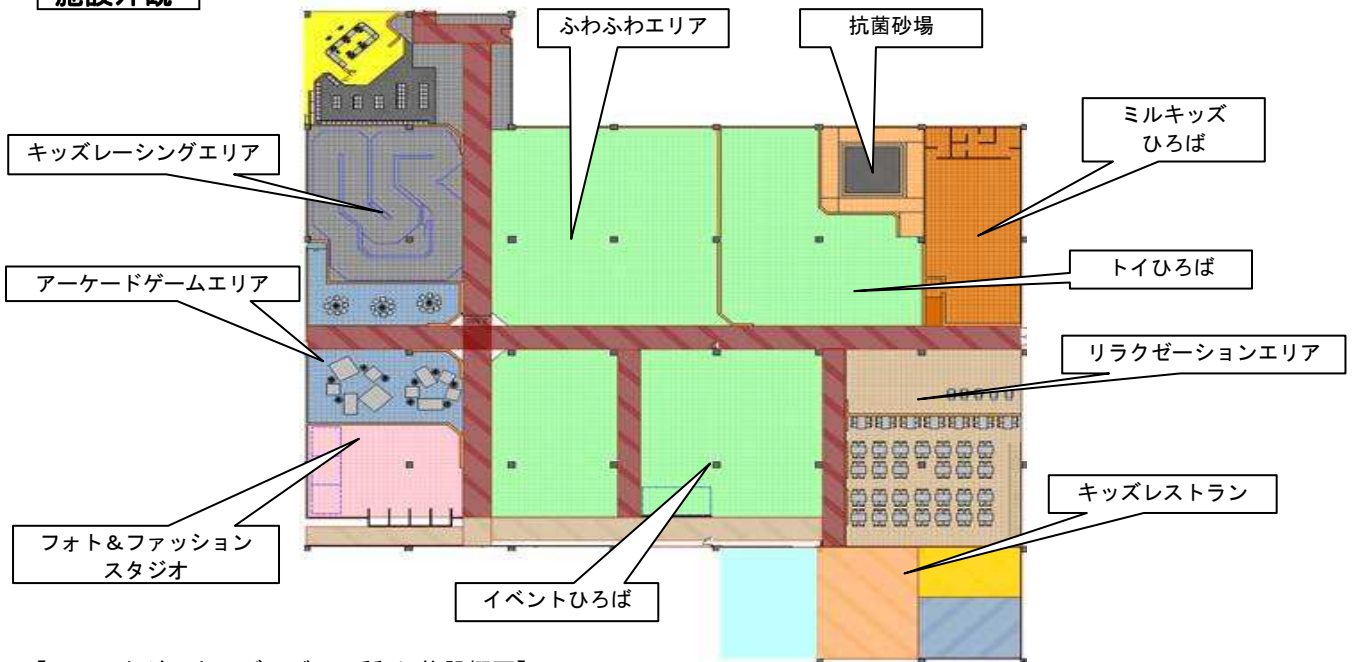 施設外観
ふわふわエリア
抗菌砂場
ミルキッズ
ひろば
キッズレーシングエリア
トイひろば
アーケードゲームエリア
リラクゼーションエリア
キッズレストラン
フォト＆ファッション
スタジオ
イベントひろば